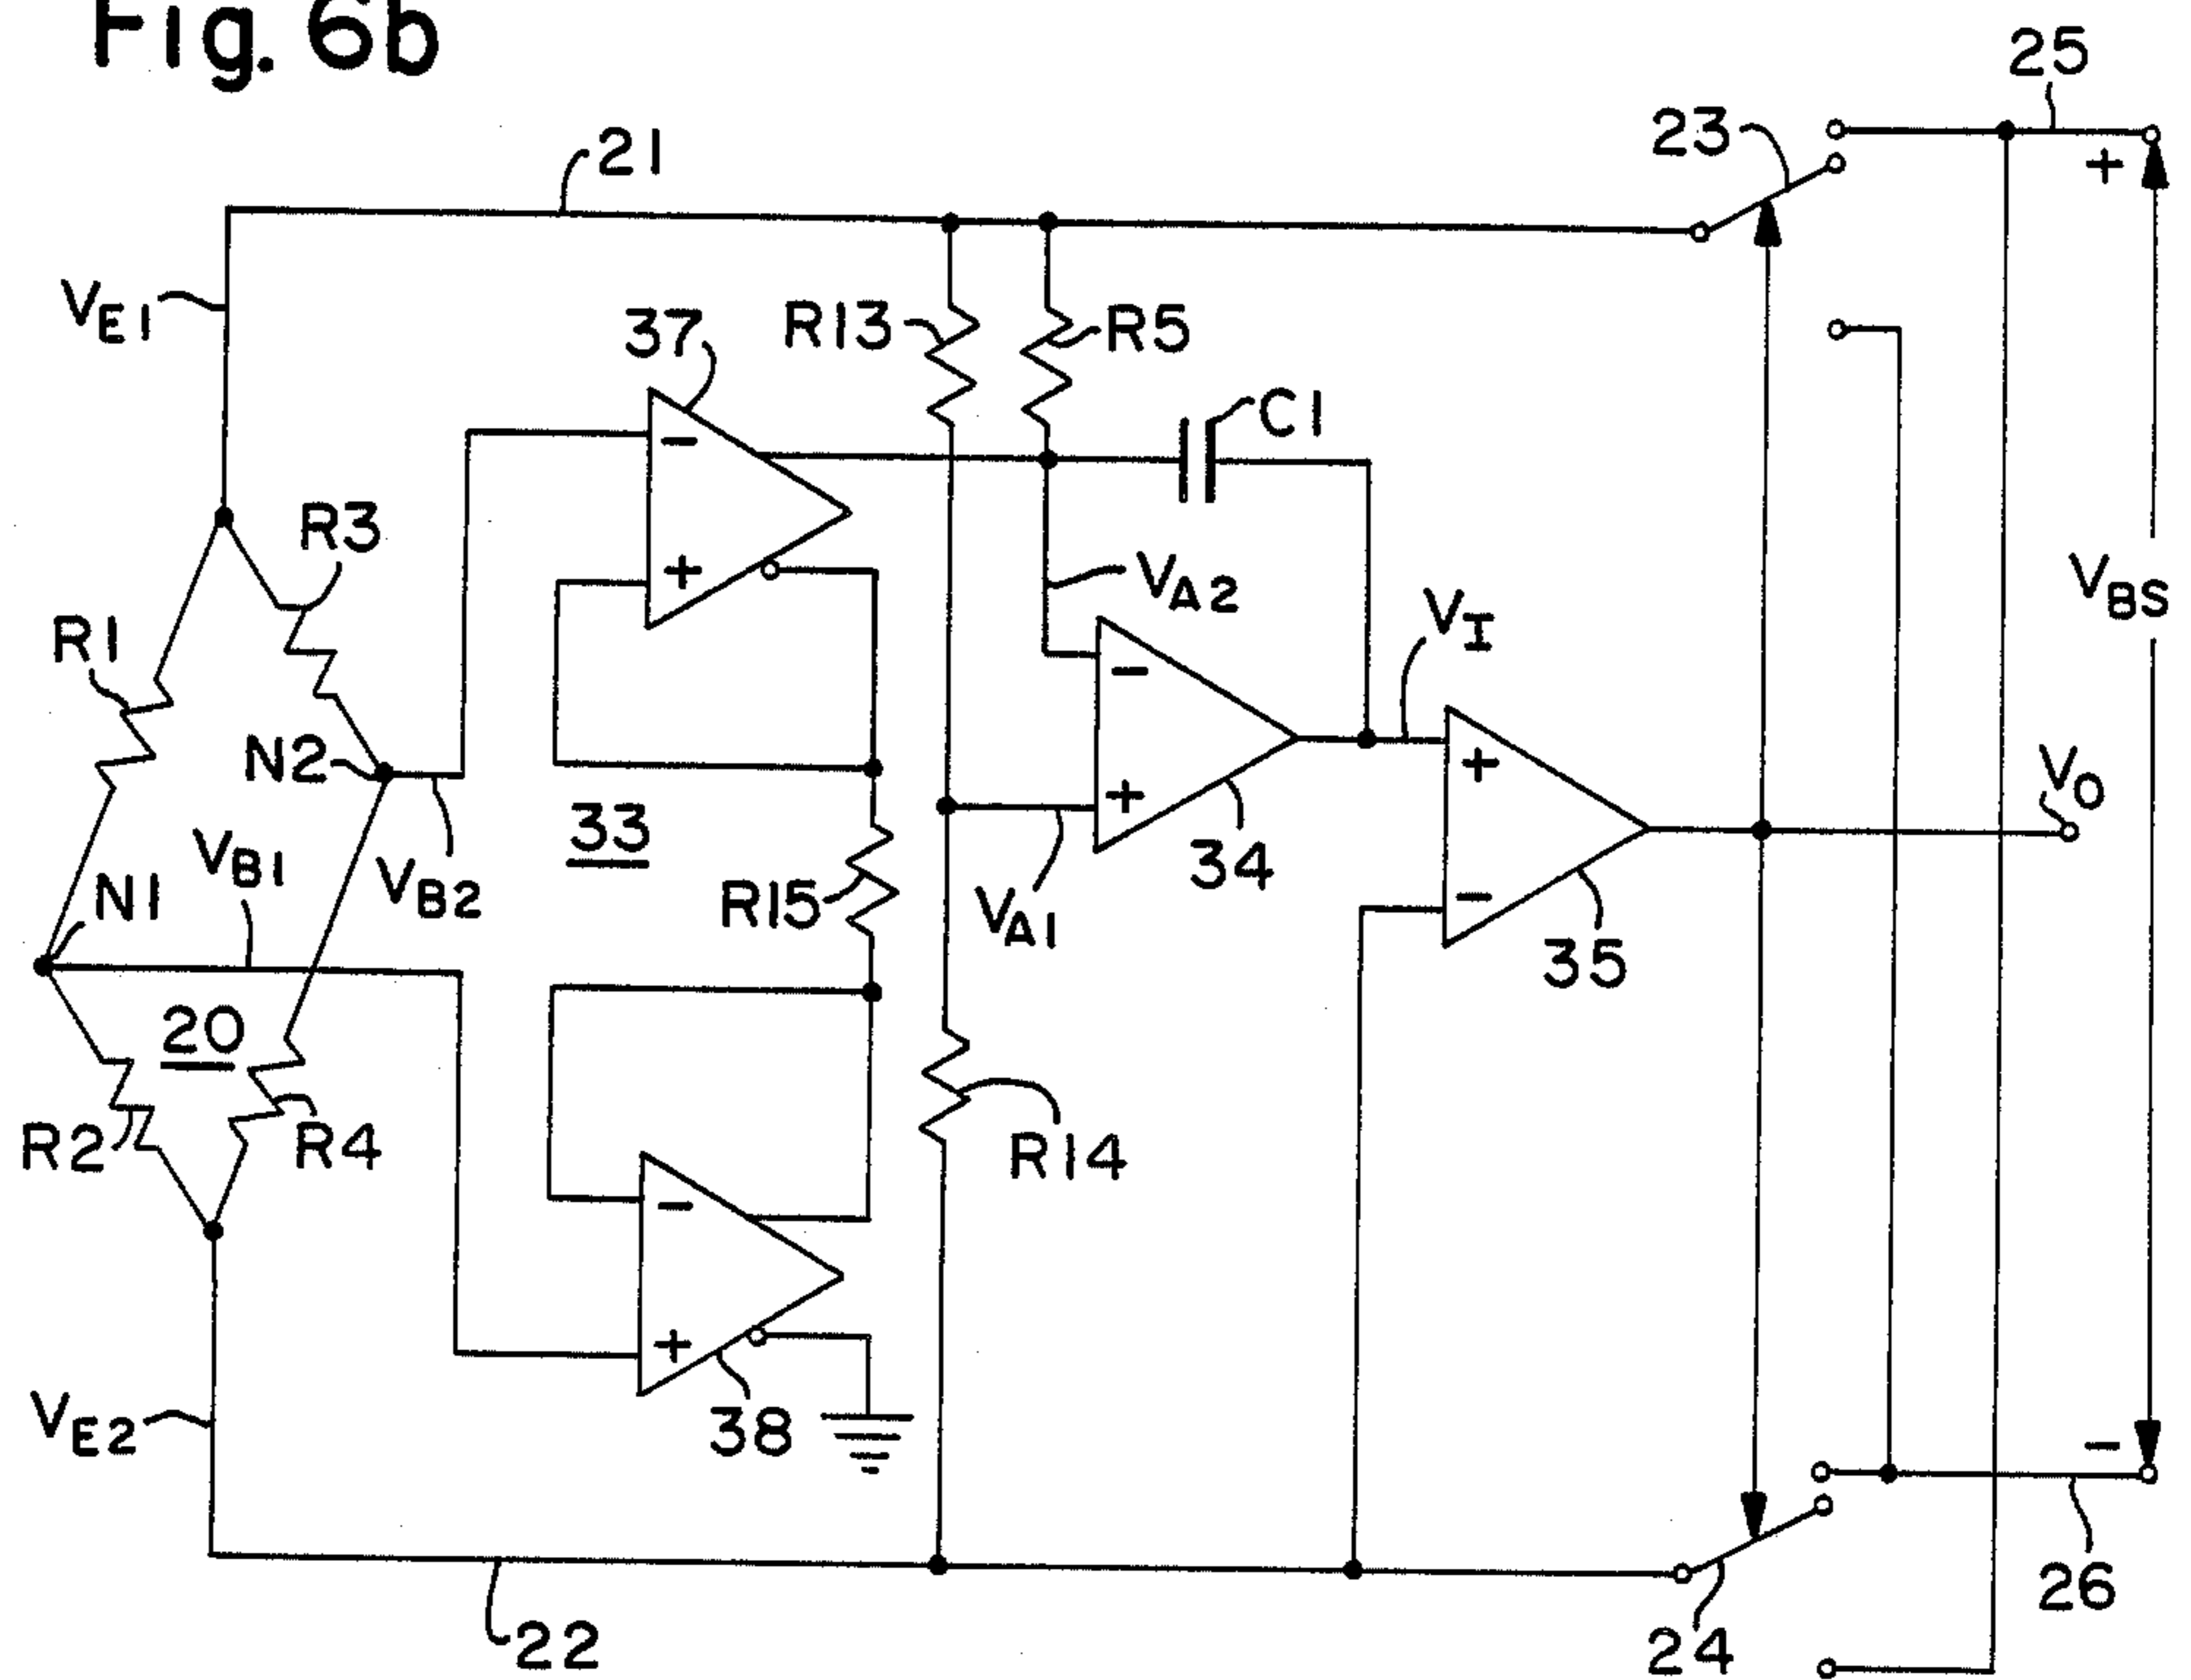 Fig. 6b
25
23
21
+
VE1
37
R13
R5
C1
-
R3
+
VA2
VBS
VI
R1
-
N2
+
VO
33
+
VB1
34
VB2
R15
-
N1
VA1
35
20
R14
R2
R4
-
+
-
VE2
38
26
22
24